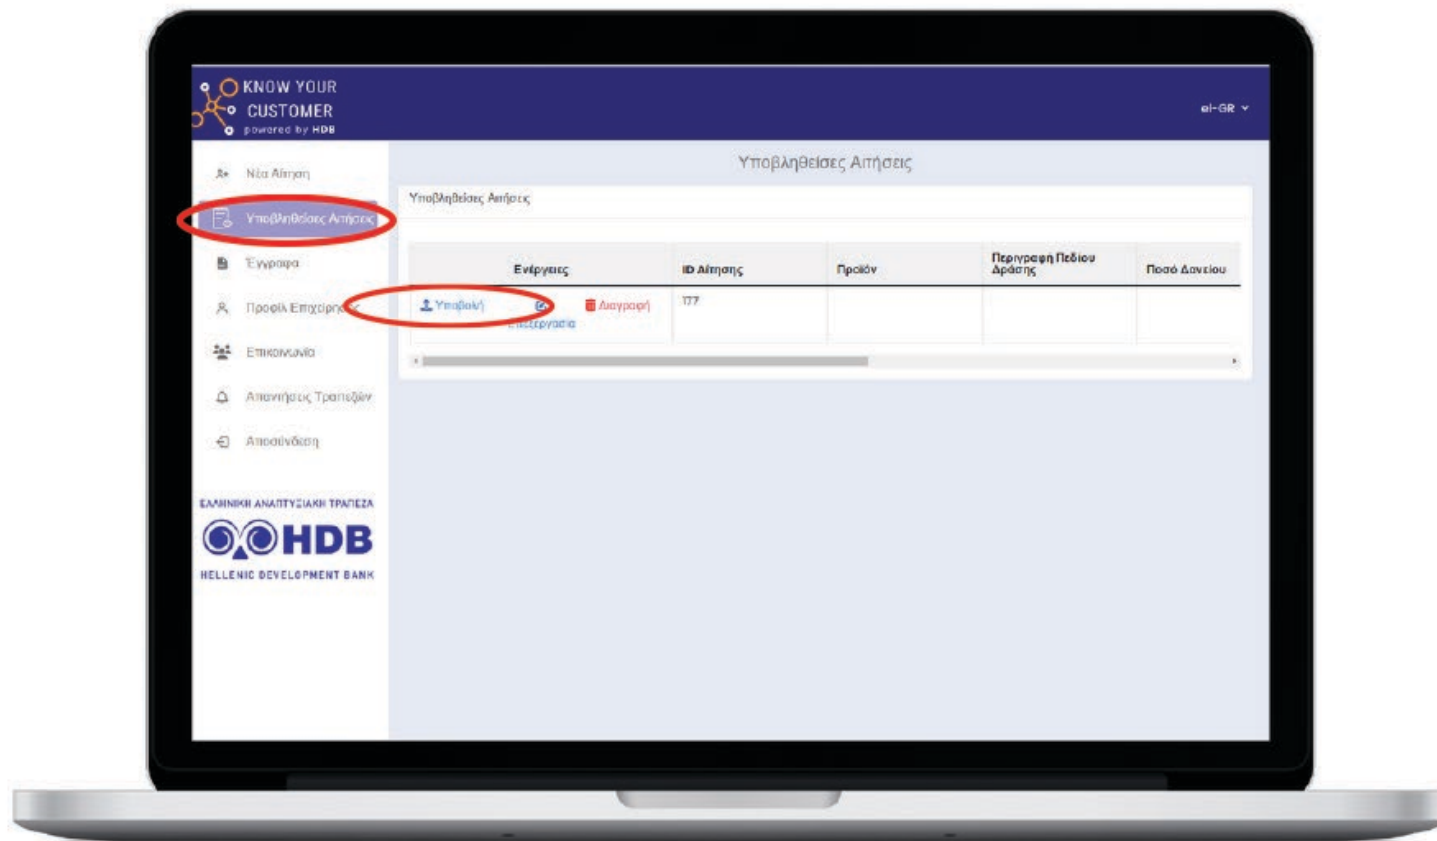 KNOW YOUR
CUSTOMER
powered by HDB
el-GR
Νέα Αίτηση
Υποβληθείσες Αιτήσεις
Έγγραφα
Προφίλ
Επικοινωνία
Απαντήσεις Τραπεζών
Αποσύνδεση
ΕΛΛΗΝΙΚΗ ΑΝΑΠΤΥΞΙΑΚΗ ΤΡΑΠΕΖΑ
HDB
HELLENIC DEVELOPMENT BANK
Υποβληθείσες Αιτήσεις
Υποβληθείσες Αιτήσεις
Ενέργειες ID Αίτησης Προϊόν Περιγραφή Πεδίου Δράσης Ποσό Δανείου
Υποβολή Επεξεργασία Διαγραφή 177